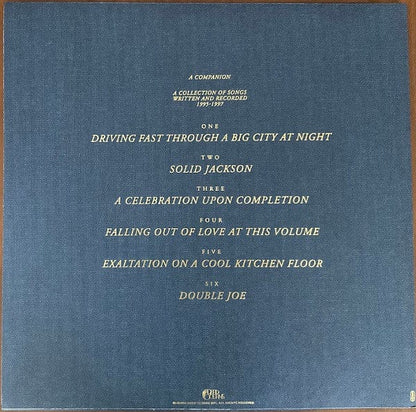 A COMPANION
A COLLECTION OF SONGS
WRITTEN AND RECORDED
1995-1997
ONE
DRIVING FAST THROUGH A BIG CITY AT NIGHT
TWO
SOLID JACKSON
THREE
A CELEBRATION UPON COMPLETION
FOUR
FALLING OUT OF LOVE AT THIS VOLUME
FIVE
EXALTATION ON A COOL KITCHEN FLOOR
SIX
DOUBLE JOE